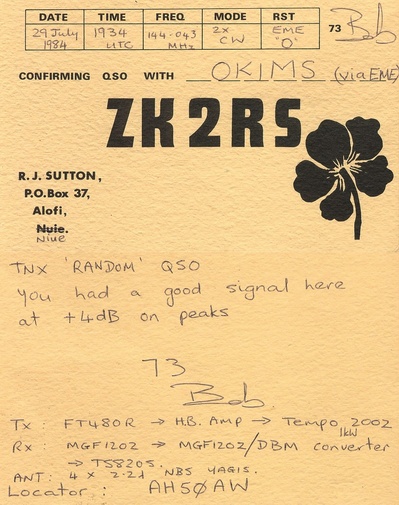 DATE TIME FREQ MODE RST
29 July 1984 1934 UTC 144.043 MHz 2x CW EME "O" 73 Bob
CONFIRMING QSO WITH OK1MS (via EME)
ZK2RS
R. J. SUTTON,
P.O.Box 37,
Alofi,
Nuie.
Niue
TNX 'RANDOM' QSO
You had a good signal here
at +4dB on peaks
73
Bob
Tx: FT480R → H.B. AMP → Tempo 2002
1kW
Rx: MGF1202 → MGF1202/DBM converter
→ TS820S.
ANT: 4 x 2.2λ NBS YAGIS.
Locator: AH50AW